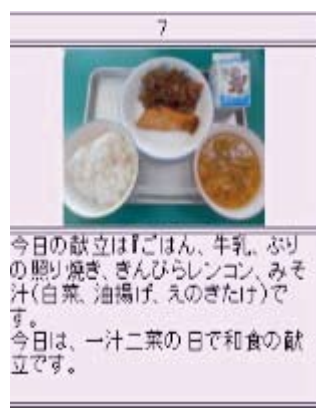 7
今日の献立は『ごはん、牛乳、ぶり
の照り焼き、きんぴらレンコン、みそ
汁(白菜、油揚げ、えのきたけ)で
す。
今日は、一汁二菜の日で和食の献
立です。